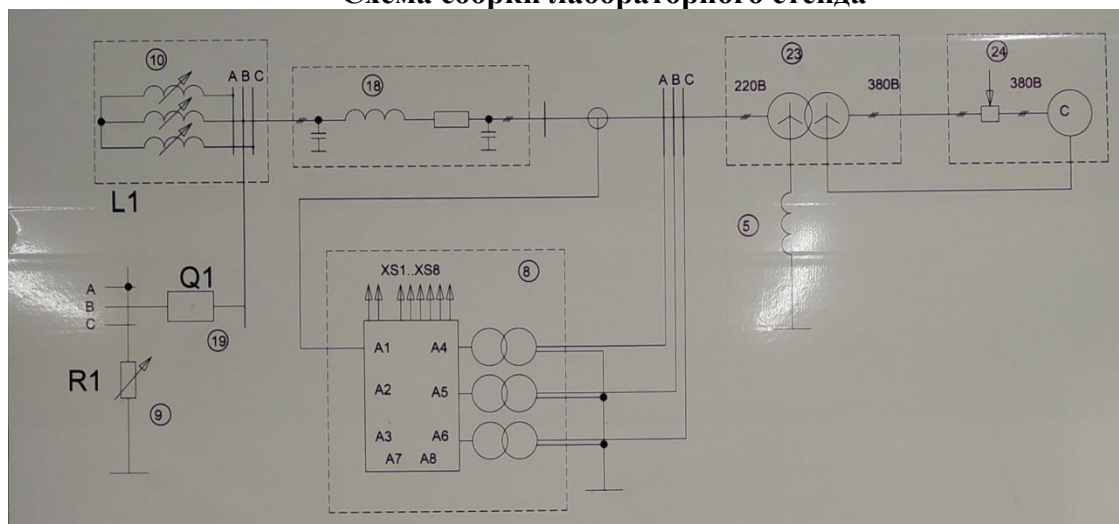 Схема сборки лабораторного стенда
10
A B C
L1
18
A B C
220В
23
380В
24
380В
С
5
A
B
C
Q1
19
R1
9
XS1..XS8
8
A1
A4
A2
A5
A3
A6
A7
A8